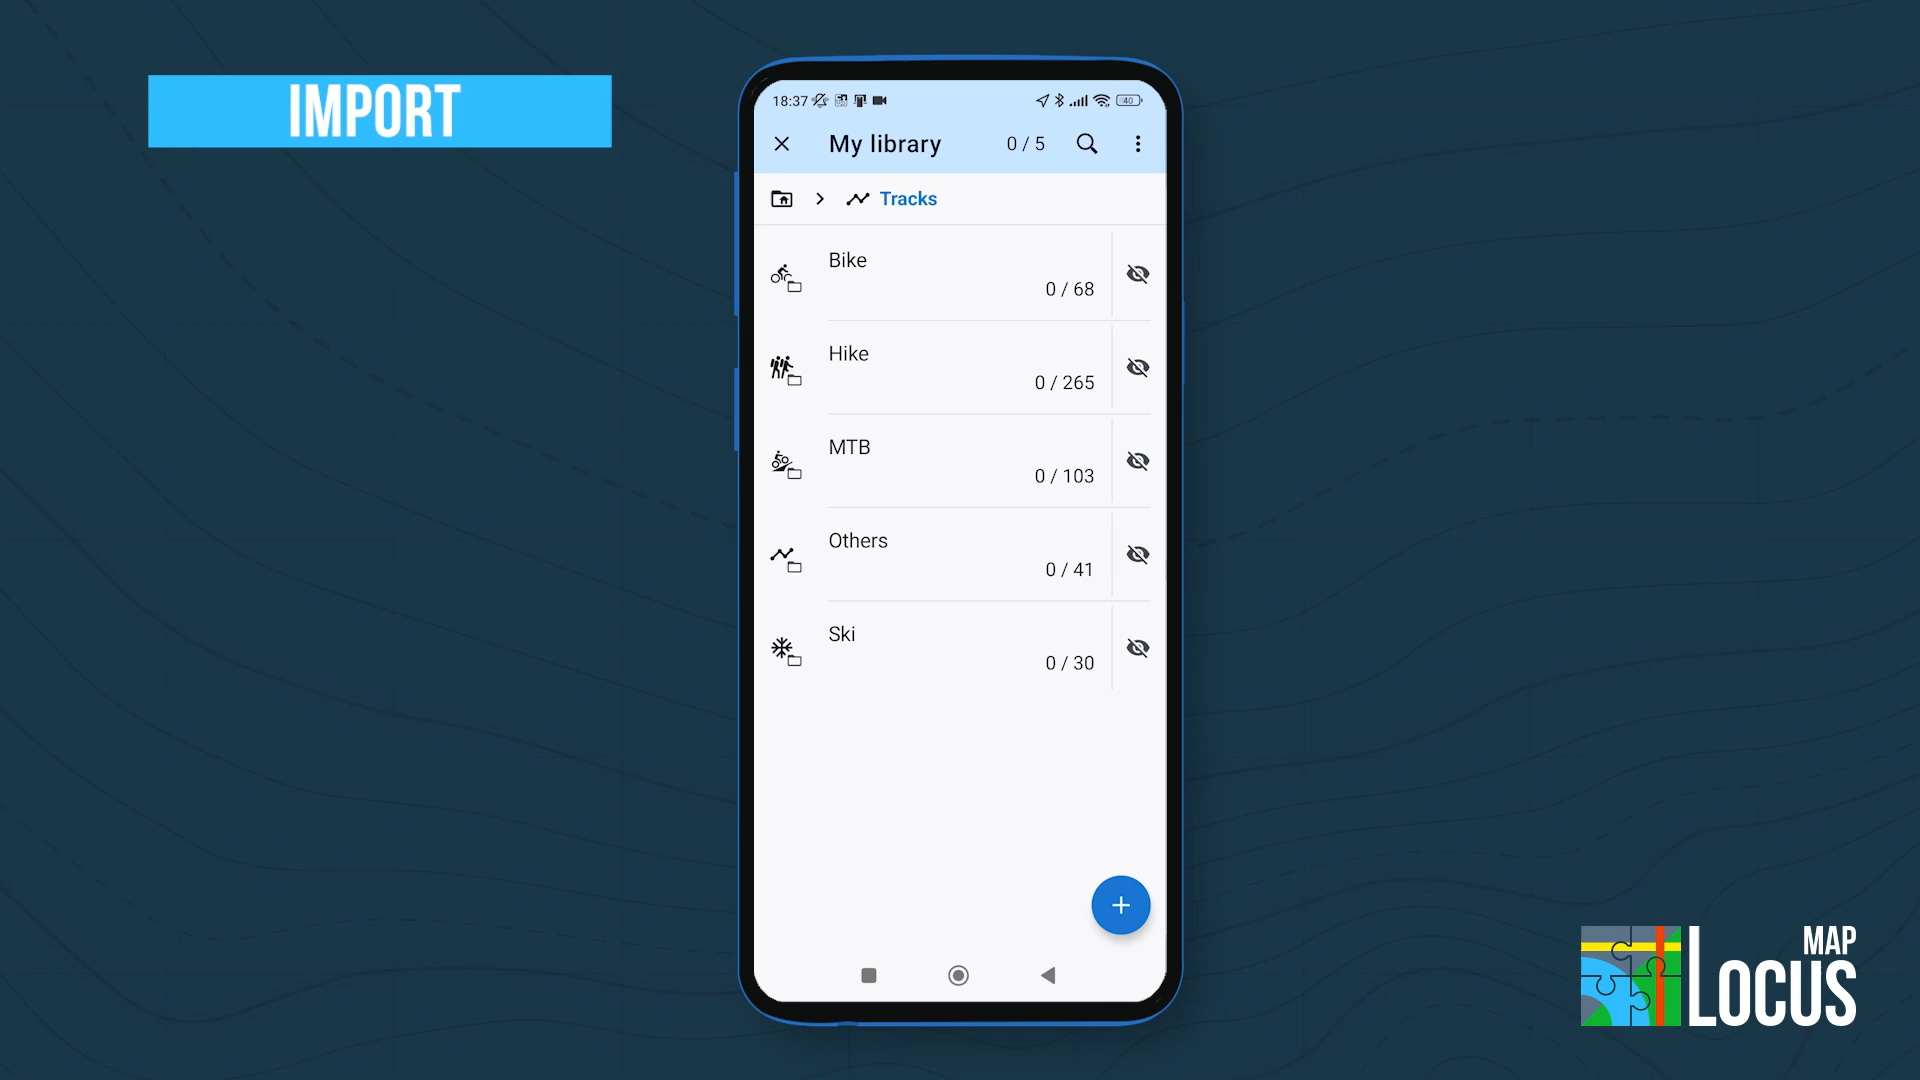 IMPORT
18:37
40
My library
0 / 5
Tracks
Bike
0 / 68
Hike
0 / 265
MTB
0 / 103
Others
0 / 41
Ski
0 / 30
MAP
LOCUS